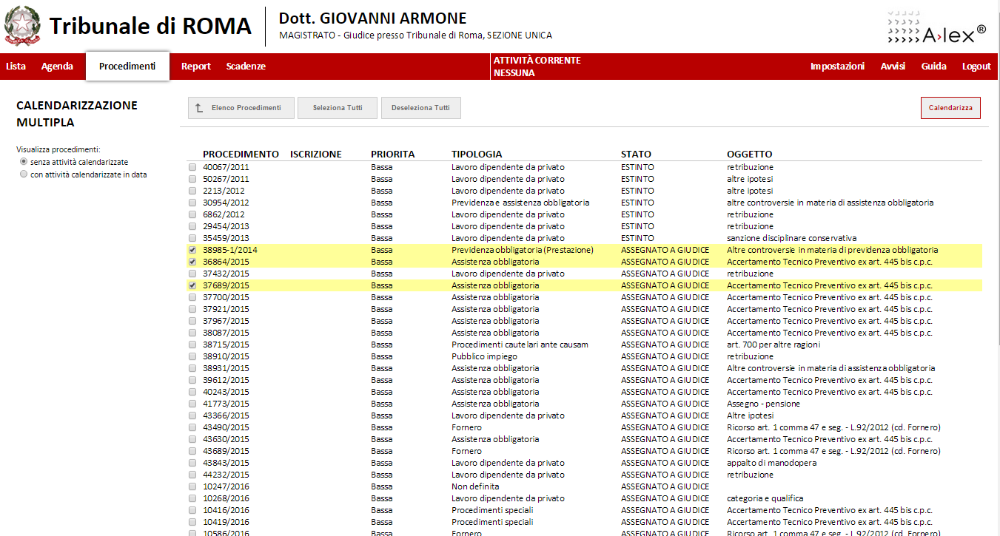 Tribunale di ROMA
Dott. GIOVANNI ARMONE
MAGISTRATO - Giudice presso Tribunale di Roma, SEZIONE UNICA
A›lex®
Lista Agenda Procedimenti Report Scadenze
ATTIVITÀ CORRENTE
NESSUNA
Impostazioni Avvisi Guida Logout
CALENDARIZZAZIONE
MULTIPLA
Visualizza procedimenti:
senza attività calendarizzate
con attività calendarizzate in data
Elenco Procedimenti Seleziona Tutti Deseleziona Tutti Calendarizza
PROCEDIMENTO ISCRIZIONE PRIORITA TIPOLOGIA STATO OGGETTO
40067/2011 Bassa Lavoro dipendente da privato ESTINTO retribuzione
50267/2011 Bassa Lavoro dipendente da privato ESTINTO altre ipotesi
2213/2012 Bassa Lavoro dipendente da privato ESTINTO altre ipotesi
30954/2012 Bassa Previdenza e assistenza obbligatoria ESTINTO altre controversie in materia di assistenza obbligatoria
6862/2012 Bassa Lavoro dipendente da privato ESTINTO retribuzione
29454/2013 Bassa Lavoro dipendente da privato ESTINTO retribuzione
35459/2013 Bassa Lavoro dipendente da privato ESTINTO sanzione disciplinare conservativa
38985-1/2014 Bassa Previdenza obbligatoria (Prestazione) ASSEGNATO A GIUDICE Altre controversie in materia di previdenza obbligatoria
36864/2015 Bassa Assistenza obbligatoria ASSEGNATO A GIUDICE Accertamento Tecnico Preventivo ex art. 445 bis c.p.c.
37432/2015 Bassa Lavoro dipendente da privato ASSEGNATO A GIUDICE retribuzione
37689/2015 Bassa Assistenza obbligatoria ASSEGNATO A GIUDICE Accertamento Tecnico Preventivo ex art. 445 bis c.p.c.
37700/2015 Bassa Assistenza obbligatoria ASSEGNATO A GIUDICE Accertamento Tecnico Preventivo ex art. 445 bis c.p.c.
37921/2015 Bassa Assistenza obbligatoria ASSEGNATO A GIUDICE Accertamento Tecnico Preventivo ex art. 445 bis c.p.c.
37967/2015 Bassa Assistenza obbligatoria ASSEGNATO A GIUDICE Accertamento Tecnico Preventivo ex art. 445 bis c.p.c.
38087/2015 Bassa Assistenza obbligatoria ASSEGNATO A GIUDICE Accertamento Tecnico Preventivo ex art. 445 bis c.p.c.
38715/2015 Bassa Procedimenti cautelari ante causam ASSEGNATO A GIUDICE art. 700 per altre ragioni
38910/2015 Bassa Pubblico impiego ASSEGNATO A GIUDICE retribuzione
38931/2015 Bassa Assistenza obbligatoria ASSEGNATO A GIUDICE Altre controversie in materia di assistenza obbligatoria
39612/2015 Bassa Assistenza obbligatoria ASSEGNATO A GIUDICE Accertamento Tecnico Preventivo ex art. 445 bis c.p.c.
40243/2015 Bassa Assistenza obbligatoria ASSEGNATO A GIUDICE Accertamento Tecnico Preventivo ex art. 445 bis c.p.c.
41773/2015 Bassa Assistenza obbligatoria ASSEGNATO A GIUDICE Assegno - pensione
43366/2015 Bassa Lavoro dipendente da privato ASSEGNATO A GIUDICE Altre ipotesi
43490/2015 Bassa Fornero ASSEGNATO A GIUDICE Ricorso art. 1 comma 47 e seg. - L.92/2012 (cd. Fornero)
43630/2015 Bassa Assistenza obbligatoria ASSEGNATO A GIUDICE Accertamento Tecnico Preventivo ex art. 445 bis c.p.c.
43689/2015 Bassa Fornero ASSEGNATO A GIUDICE Ricorso art. 1 comma 47 e seg. - L.92/2012 (cd. Fornero)
43843/2015 Bassa Lavoro dipendente da privato ASSEGNATO A GIUDICE appalto di manodopera
44232/2015 Bassa Lavoro dipendente da privato ASSEGNATO A GIUDICE retribuzione
10247/2016 Bassa Non definita ASSEGNATO A GIUDICE
10268/2016 Bassa Lavoro dipendente da privato ASSEGNATO A GIUDICE categoria e qualifica
10416/2016 Bassa Procedimenti speciali ASSEGNATO A GIUDICE Accertamento Tecnico Preventivo ex art. 445 bis c.p.c.
10419/2016 Bassa Procedimenti speciali ASSEGNATO A GIUDICE Accertamento Tecnico Preventivo ex art. 445 bis c.p.c.
10586/2016 Bassa Fornero ASSEGNATO A GIUDICE Ricorso art. 1 comma 47 e seg. - L.92/2012 (cd. Fornero)